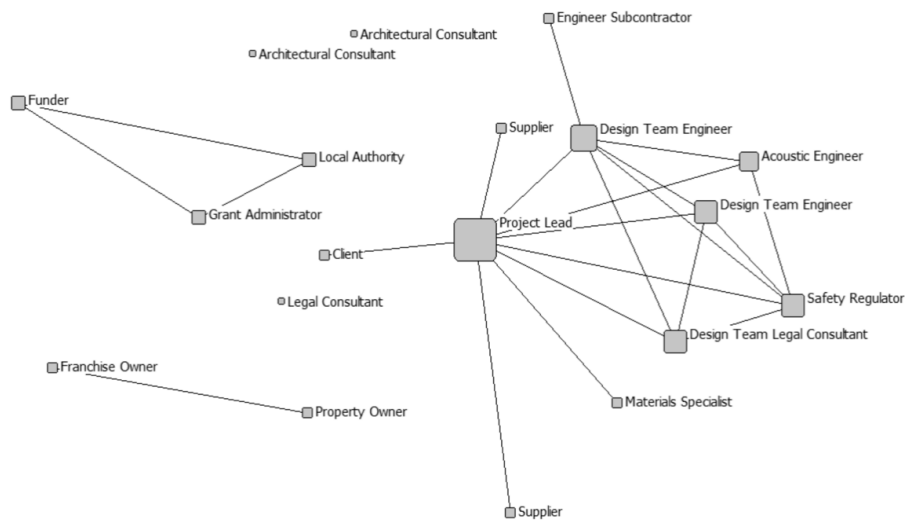 Engineer Subcontractor
Architectural Consultant
Architectural Consultant
Funder
Supplier
Design Team Engineer
Local Authority
Acoustic Engineer
Design Team Engineer
Grant Administrator
Project Lead
Client
Legal Consultant
Safety Regulator
Design Team Legal Consultant
Franchise Owner
Materials Specialist
Property Owner
Supplier